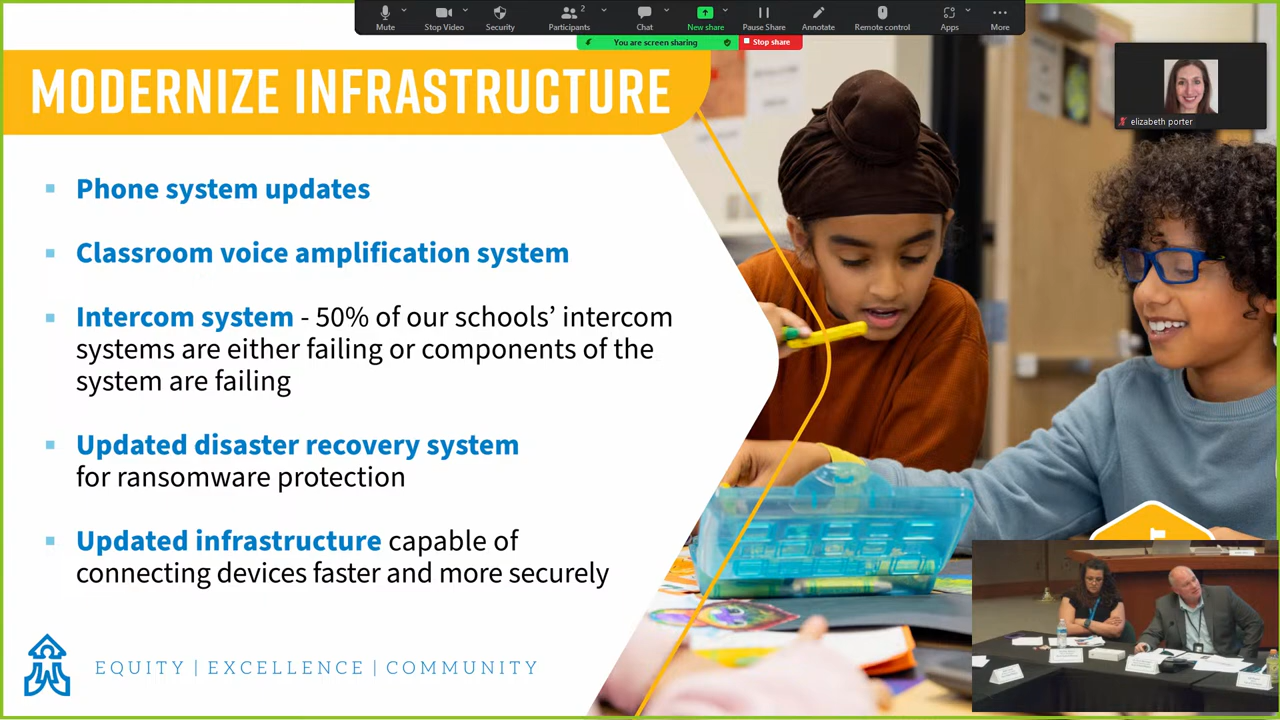 Mute
Stop Video
Security
Participants
2
Chat
New share
Pause Share
Annotate
Remote control
Apps
More
You are screen sharing
Stop share
MODERNIZE INFRASTRUCTURE
elizabeth porter
Phone system updates
Classroom voice amplification system
Intercom system - 50% of our schools’ intercom
systems are either failing or components of the
system are failing
Updated disaster recovery system
for ransomware protection
Updated infrastructure capable of
connecting devices faster and more securely
EQUITY | EXCELLENCE | COMMUNITY